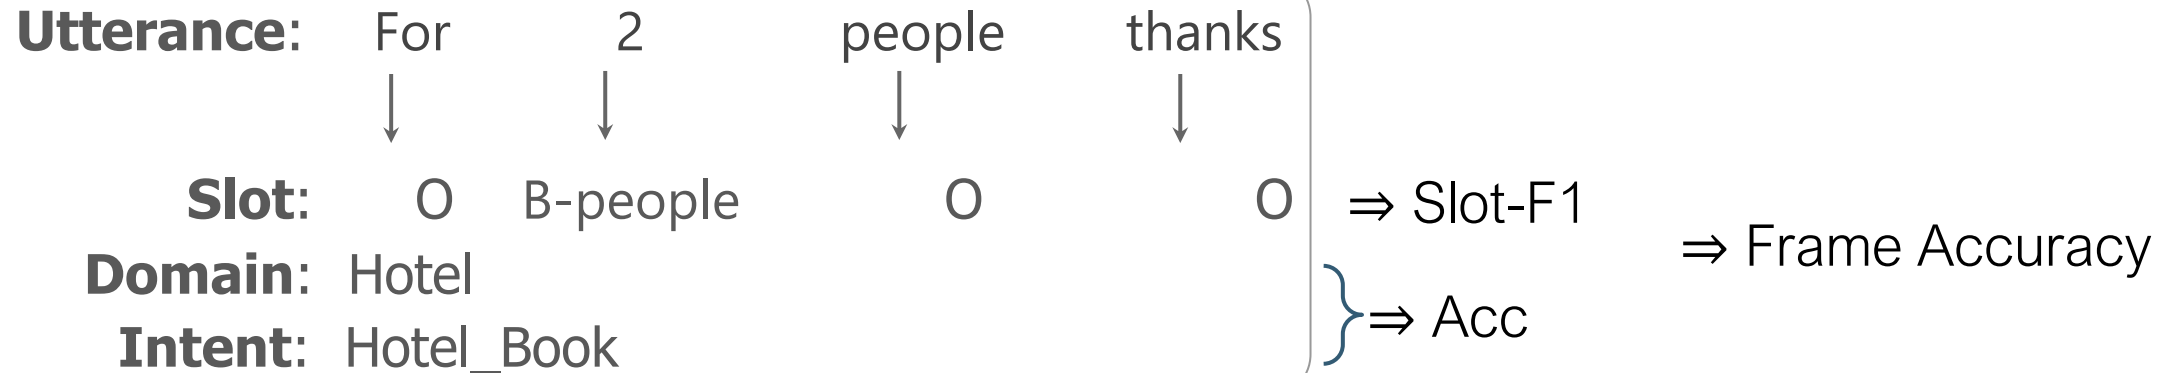 Utterance: For 2 people thanks
Slot: O B-people O O ⇒ Slot-F1
⇒ Frame Accuracy
Domain: Hotel
⇒ Acc
Intent: Hotel_Book